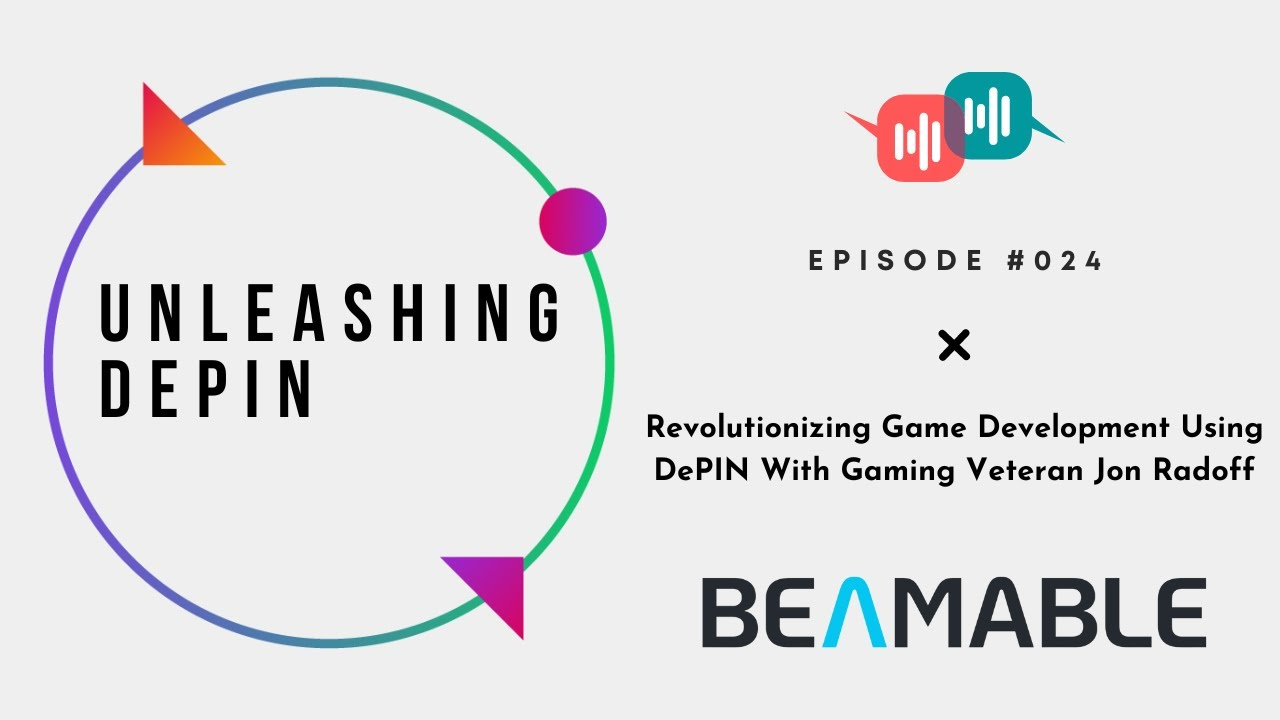 UNLEASHING
DEPIN
EPISODE #024
Revolutionizing Game Development Using
DePIN With Gaming Veteran Jon Radoff
BEAMABLE